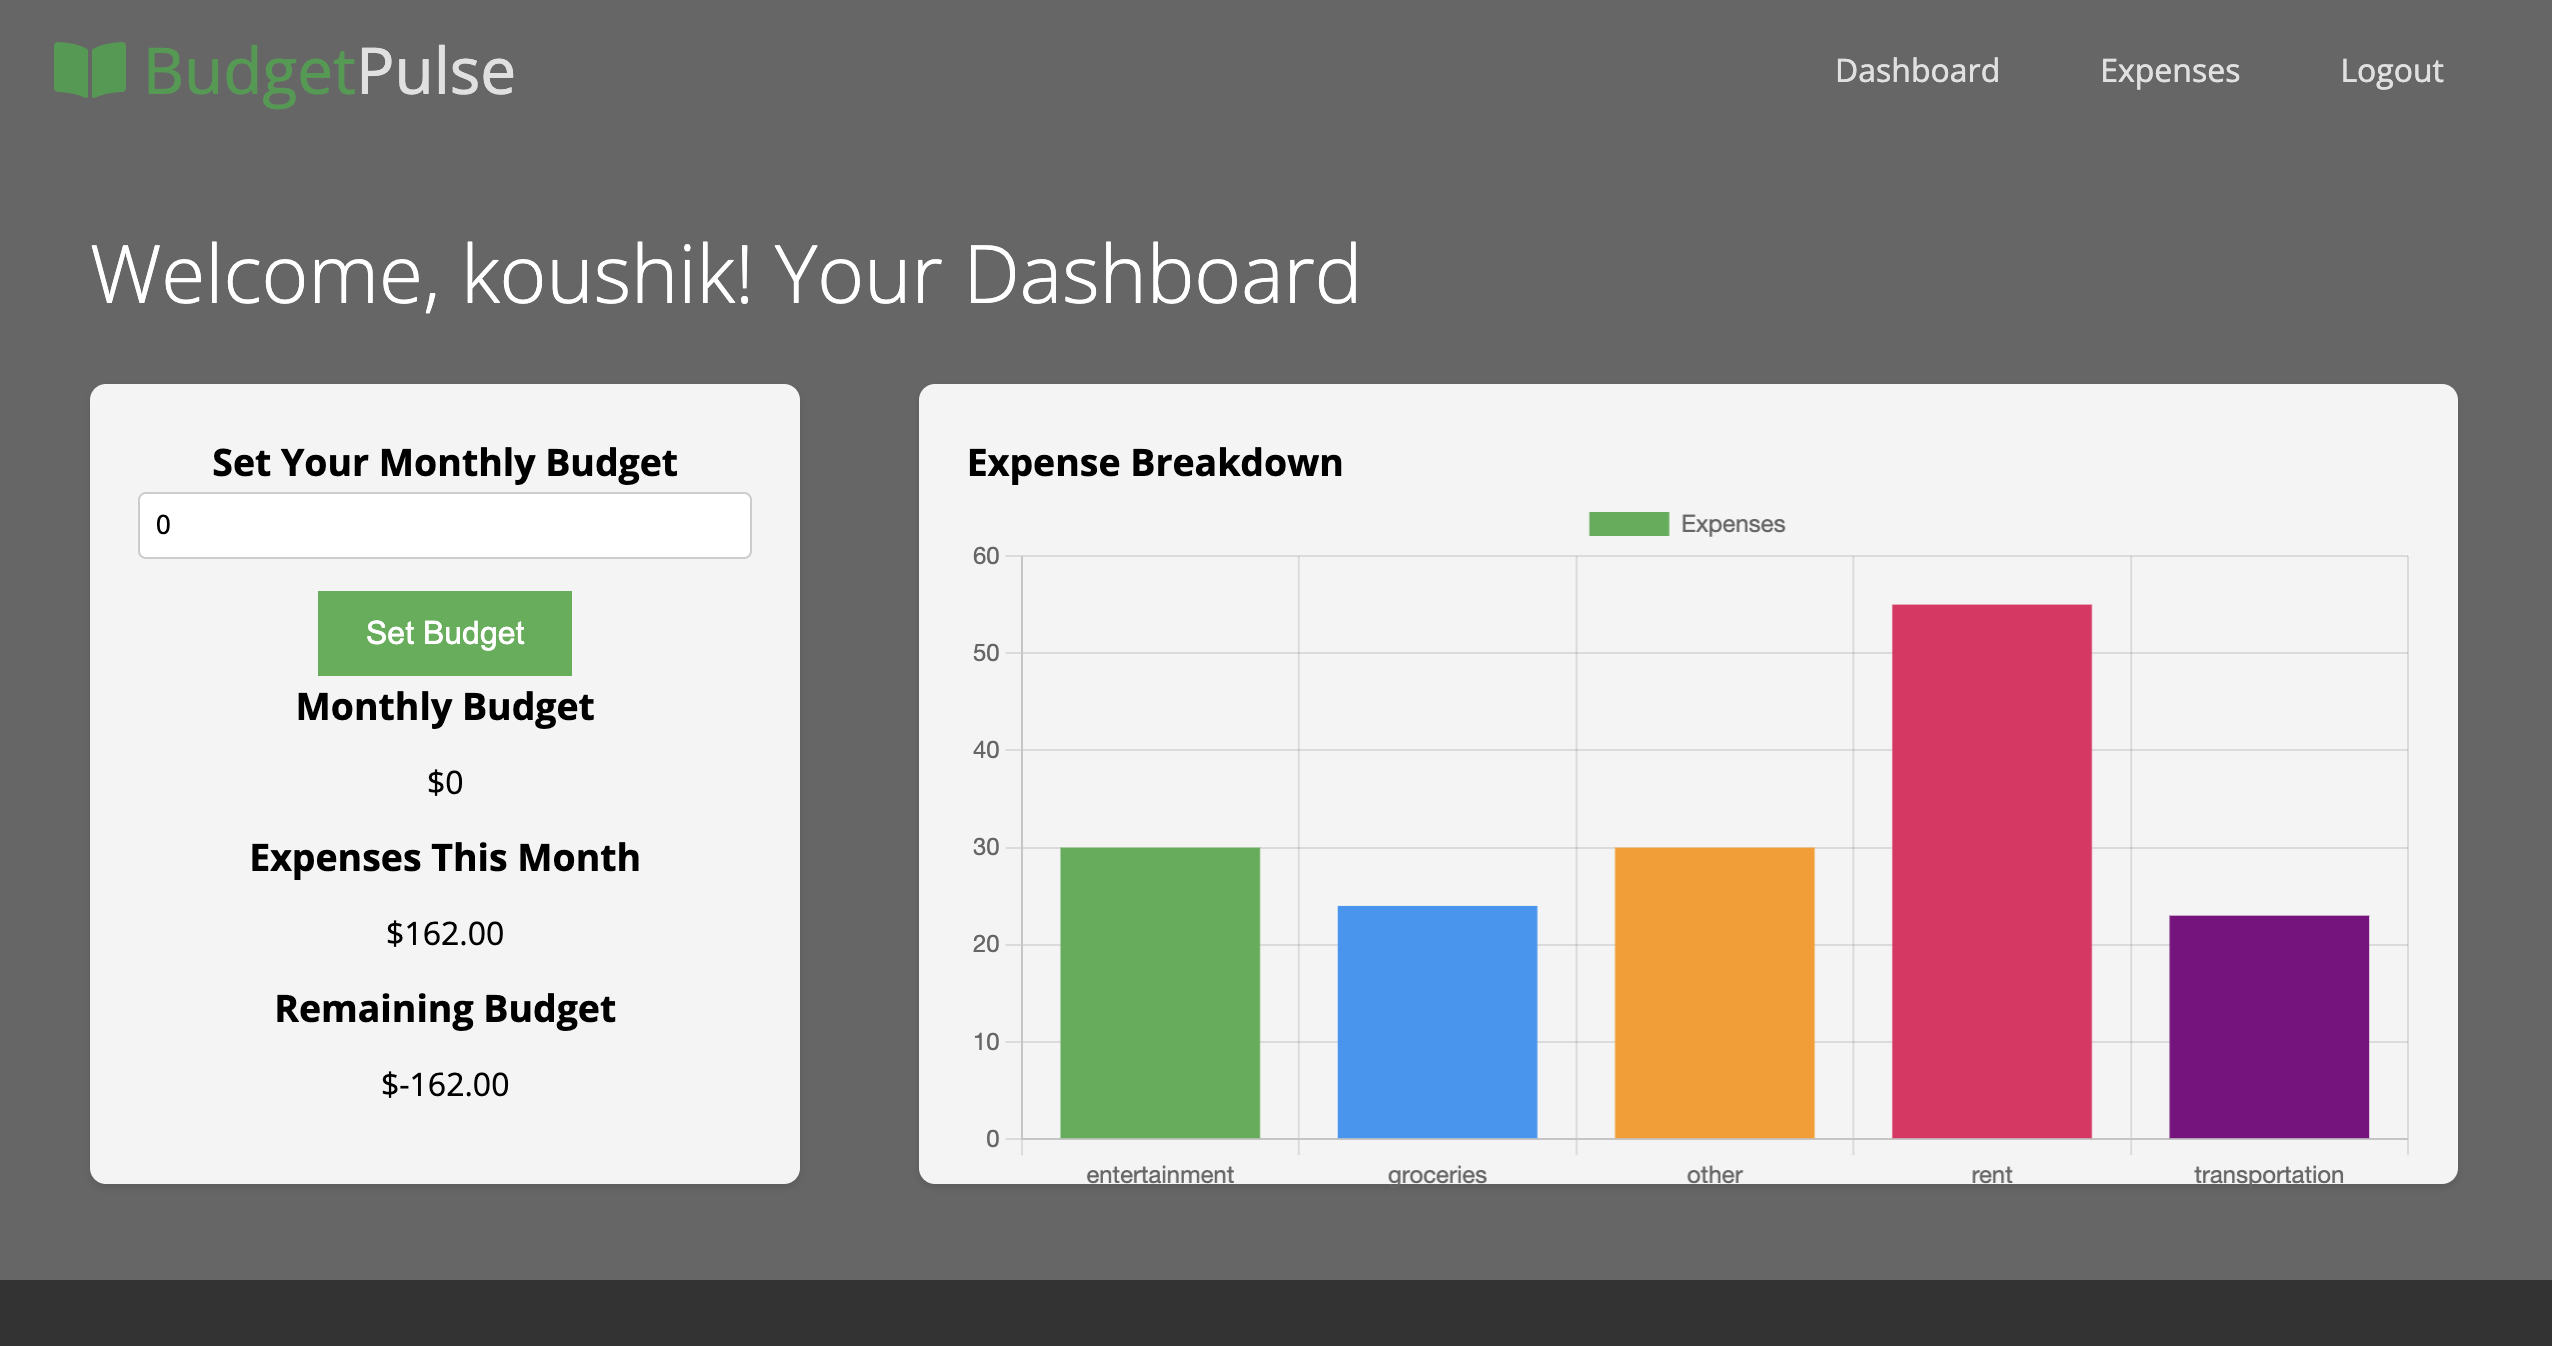 BudgetPulse
Dashboard
Expenses
Logout
Welcome, koushik! Your Dashboard
Set Your Monthly Budget
0
Set Budget
Monthly Budget
$0
Expenses This Month
$162.00
Remaining Budget
$-162.00
Expense Breakdown
Expenses
60
50
40
30
20
10
0
entertainment
groceries
other
rent
transportation